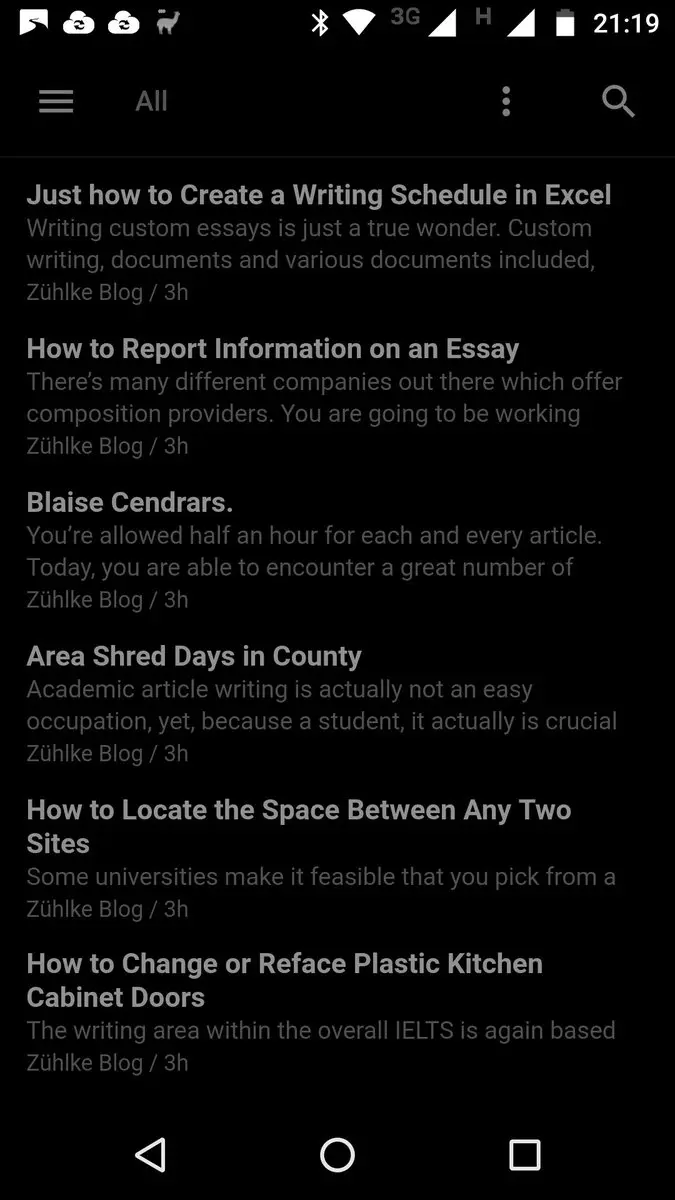 3G H 21:19
All
Just how to Create a Writing Schedule in Excel
Writing custom essays is just a true wonder. Custom
writing, documents and various documents included,
Zühlke Blog / 3h
How to Report Information on an Essay
There's many different companies out there which offer
composition providers. You are going to be working
Zühlke Blog / 3h
Blaise Cendrars.
You're allowed half an hour for each and every article.
Today, you are able to encounter a great number of
Zühlke Blog / 3h
Area Shred Days in County
Academic article writing is actually not an easy
occupation, yet, because a student, it actually is crucial
Zühlke Blog / 3h
How to Locate the Space Between Any Two
Sites
Some universities make it feasible that you pick from a
Zühlke Blog / 3h
How to Change or Reface Plastic Kitchen
Cabinet Doors
The writing area within the overall IELTS is again based
Zühlke Blog / 3h